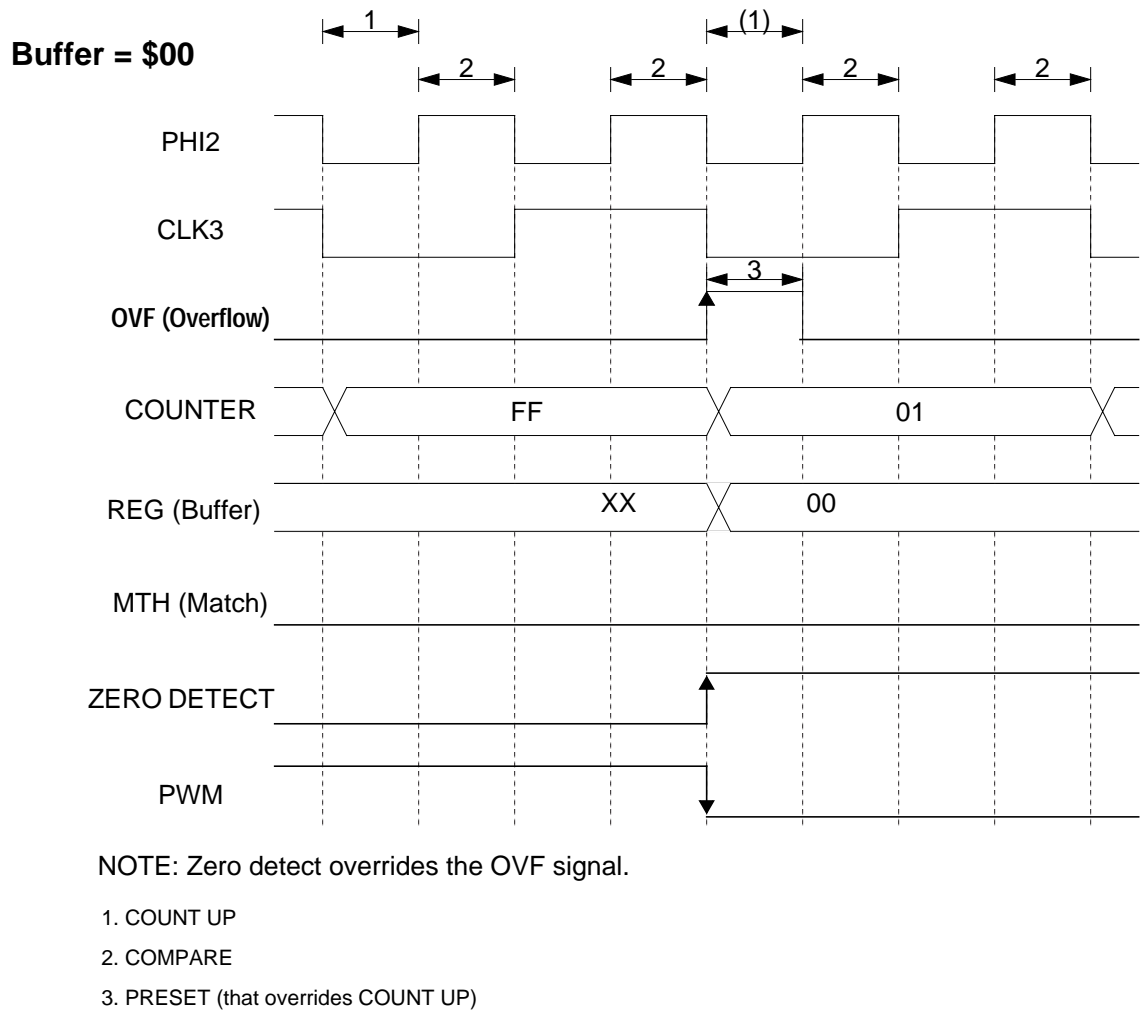 1 (1)
Buffer = $00
2 2 2 2
PHI2
CLK3
3
OVF (Overflow)
COUNTER FF 01
REG (Buffer) XX 00
MTH (Match)
ZERO DETECT
PWM
NOTE: Zero detect overrides the OVF signal.
1. COUNT UP
2. COMPARE
3. PRESET (that overrides COUNT UP)